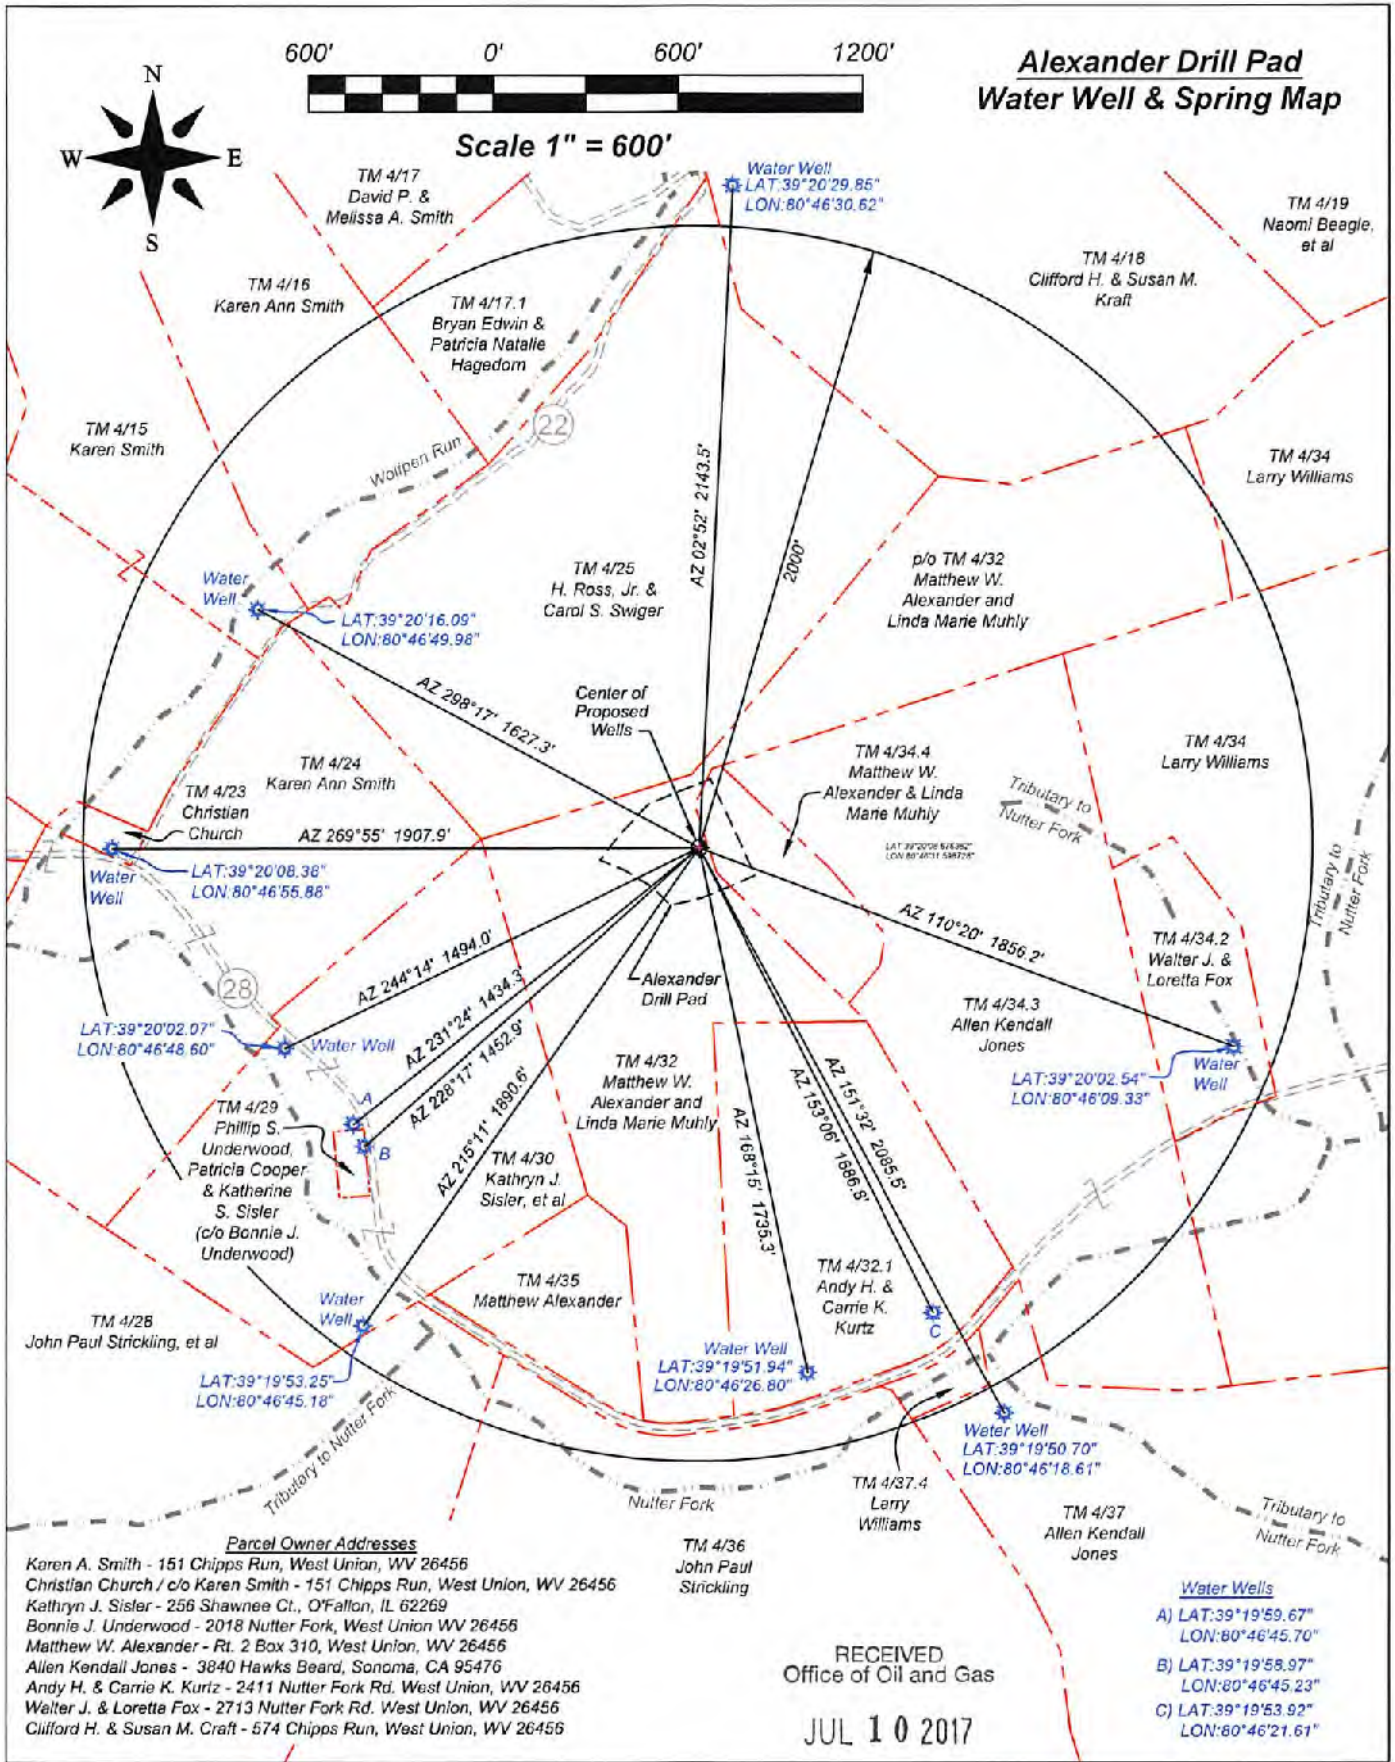 600' 0' 600' 1200'
Scale 1" = 600'
Alexander Drill Pad
Water Well & Spring Map
N
W
E
S
TM 4/17
David P. &
Melissa A. Smith
Water Well
LAT:39°20'29.85"
LON:80°46'30.62"
TM 4/19
Naomi Beagle,
et al
TM 4/18
Clifford H. & Susan M.
Kraft
TM 4/16
Karen Ann Smith
TM 4/17.1
Bryan Edwin &
Patricia Natalie
Hagedorn
TM 4/15
Karen Smith
22
Wolfpen Run
TM 4/34
Larry Williams
AZ 02°52' 2143.5'
2000'
TM 4/25
H. Ross, Jr. &
Carol S. Swiger
p/o TM 4/32
Matthew W.
Alexander and
Linda Marie Muhly
Water
Well
LAT:39°20'16.09"
LON:80°46'49.98"
AZ 298°17' 1627.3'
Center of
Proposed
Wells
TM 4/24
Karen Ann Smith
TM 4/23
Christian
Church
AZ 269°55' 1907.9'
TM 4/34.4
Matthew W.
Alexander & Linda
Marie Muhly
TM 4/34
Larry Williams
Tributary to
Nutter Fork
Tributary to
Nutter Fork
Water
Well
LAT:39°20'08.38"
LON:80°46'55.88"
AZ 244°14' 1494.0'
AZ 110°20' 1856.2'
TM 4/34.2
Walter J. &
Loretta Fox
28
Alexander
Drill Pad
TM 4/34.3
Allen Kendall
Jones
LAT:39°20'02.07"
LON:80°46'48.60"
Water Well
AZ 231°24' 1434.3'
AZ 228°17' 1452.9'
AZ 215°11' 1890.6'
TM 4/32
Matthew W.
Alexander and
Linda Marie Muhly
AZ 151°32' 2085.5'
AZ 153°06' 1686.8'
AZ 168°15' 1735.3'
LAT:39°20'02.54"
LON:80°46'09.33"
Water
Well
A
B
TM 4/29
Phillip S.
Underwood,
Patricia Cooper
& Katherine
S. Sisler
(c/o Bonnie J.
Underwood)
TM 4/30
Kathryn J.
Sisler, et al
TM 4/35
Matthew Alexander
TM 4/32.1
Andy H. &
Carrie K.
Kurtz
C
TM 4/28
John Paul Strickling, et al
Water
Well
LAT:39°19'53.25"
LON:80°46'45.18"
Water Well
LAT:39°19'51.94"
LON:80°46'26.80"
Water Well
LAT:39°19'50.70"
LON:80°46'18.61"
Tributary to Nutter Fork
Nutter Fork
TM 4/37.4
Larry
Williams
TM 4/37
Allen Kendall
Jones
Tributary to
Nutter Fork
TM 4/36
John Paul
Strickling
Parcel Owner Addresses
Karen A. Smith - 151 Chipps Run, West Union, WV 26456
Christian Church / c/o Karen Smith - 151 Chipps Run, West Union, WV 26456
Kathryn J. Sisler - 256 Shawnee Ct., O'Fallon, IL 62269
Bonnie J. Underwood - 2018 Nutter Fork, West Union WV 26456
Matthew W. Alexander - Rt. 2 Box 310, West Union, WV 26456
Allen Kendall Jones - 3840 Hawks Beard, Sonoma, CA 95476
Andy H. & Carrie K. Kurtz - 2411 Nutter Fork Rd. West Union, WV 26456
Walter J. & Loretta Fox - 2713 Nutter Fork Rd. West Union, WV 26456
Clifford H. & Susan M. Craft - 574 Chipps Run, West Union, WV 26456
RECEIVED
Office of Oil and Gas
JUL 10 2017
Water Wells
A) LAT:39°19'59.67"
LON:80°46'45.70"
B) LAT:39°19'58.97"
LON:80°46'45.23"
C) LAT:39°19'53.92"
LON:80°46'21.61"